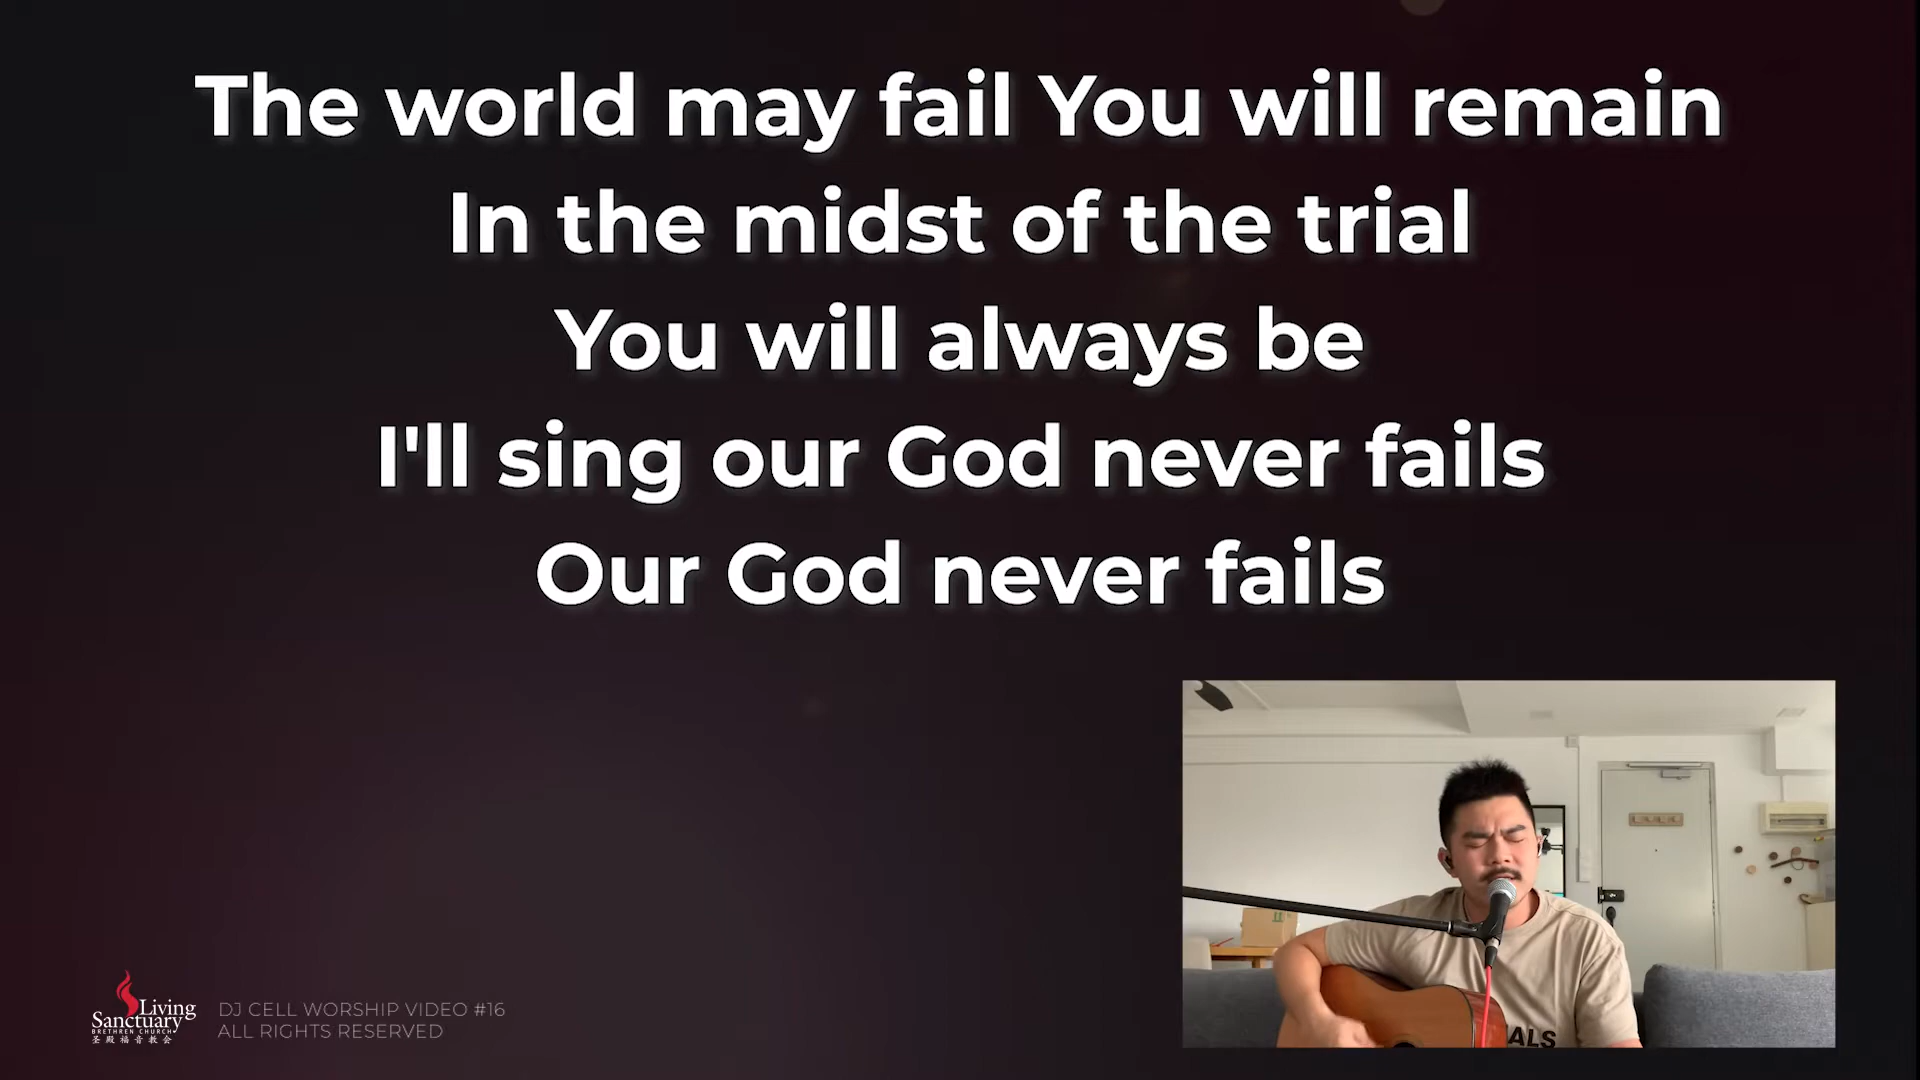 The world may fail You will remain
In the midst of the trial
You will always be
I'll sing our God never fails
Our God never fails
Living
Sanctuary
BRETHREN CHURCH
圣殿福音教会
DJ CELL WORSHIP VIDEO #16
ALL RIGHTS RESERVED
ALS